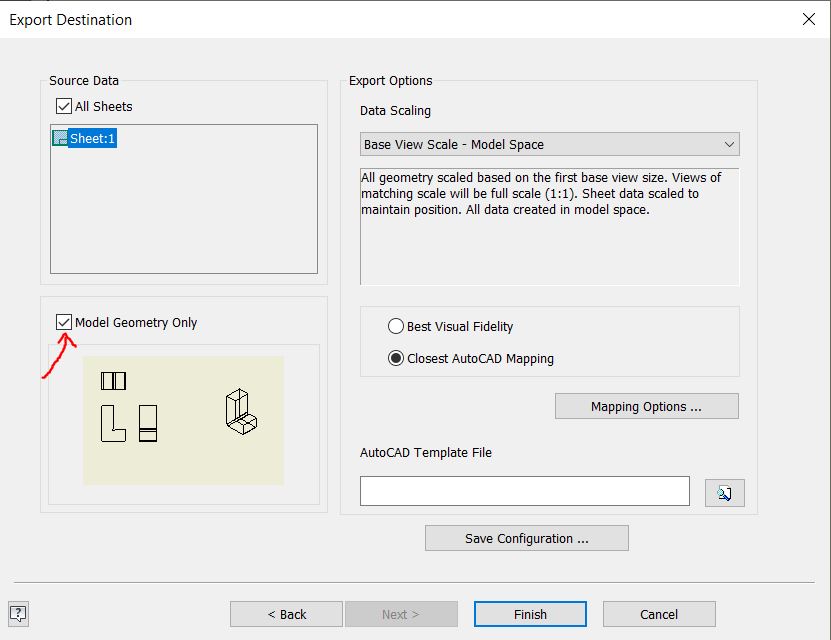 Export Destination
Source Data
All Sheets
Sheet:1
Model Geometry Only
Export Options
Data Scaling
Base View Scale - Model Space
All geometry scaled based on the first base view size. Views of
matching scale will be full scale (1:1). Sheet data scaled to
maintain position. All data created in model space.
Best Visual Fidelity
Closest AutoCAD Mapping
Mapping Options ...
AutoCAD Template File
Save Configuration ...
?
< Back
Next >
Finish
Cancel